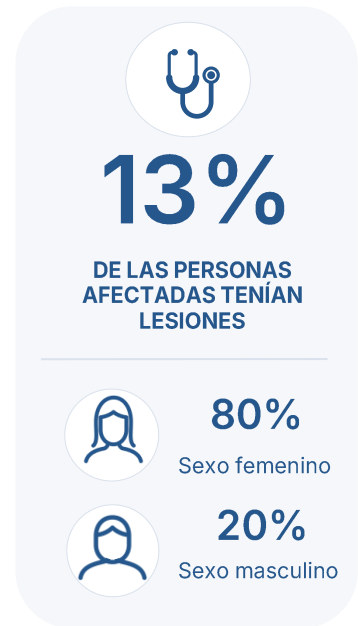 13%
DE LAS PERSONAS
AFECTADAS TENÍAN
LESIONES
80%
Sexo femenino
20%
Sexo masculino